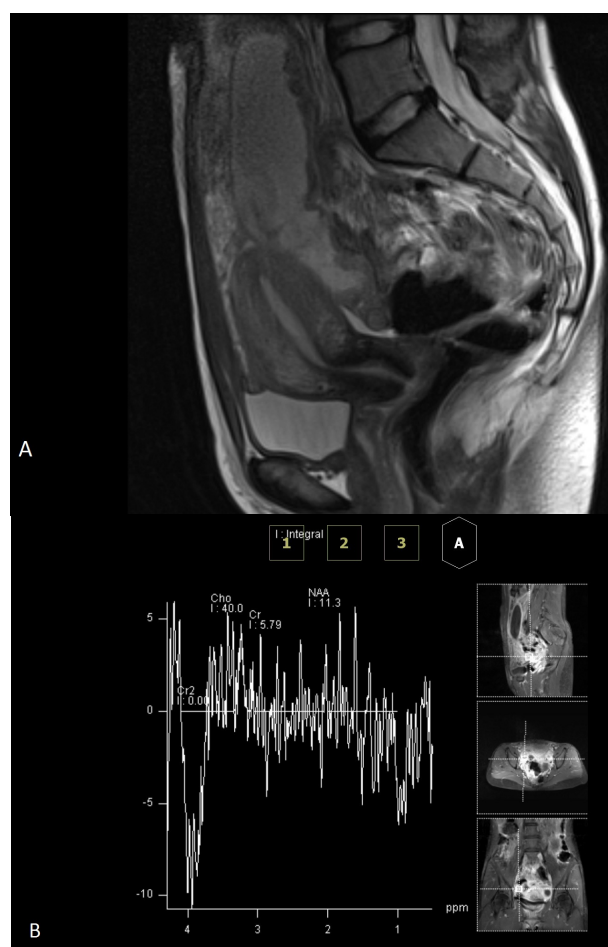 A
I : Integral
1 2 3 A
Cho
I : 40.0
Cr
I : 5.79
NAA
I : 11.3
Cr2
I : 0.00
5
0
-5
-10
4 3 2 1 ppm
B